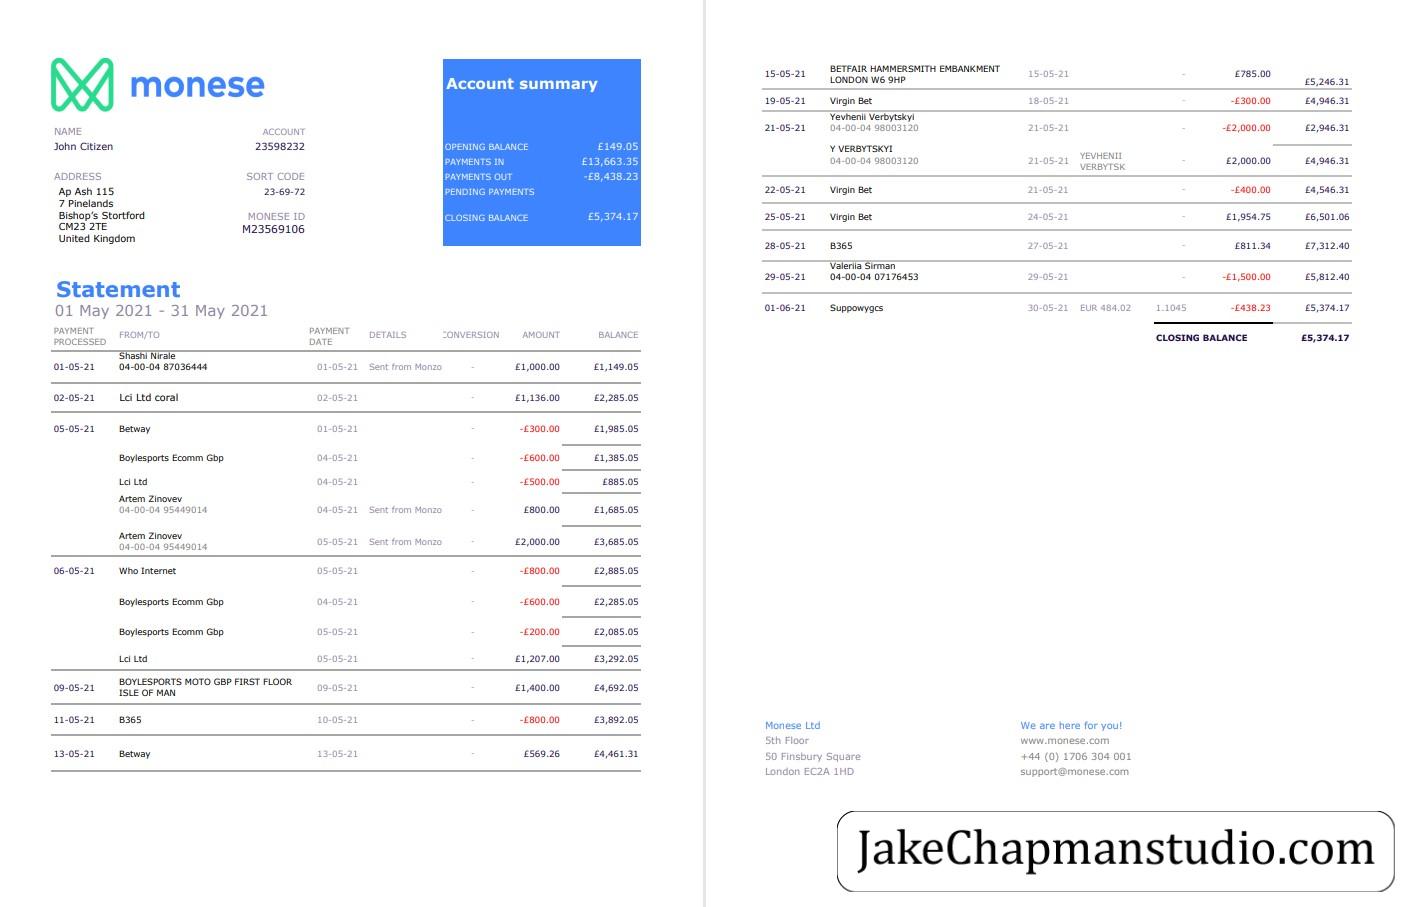 monese
Account summary
NAME ACCOUNT
John Citizen 23598232
OPENING BALANCE £149.05
PAYMENTS IN £13,663.35
ADDRESS SORT CODE
PAYMENTS OUT -£8,438.23
Ap Ash 115 23-69-72
PENDING PAYMENTS
7 Pinelands
Bishop’s Stortford MONESE ID
CLOSING BALANCE £5,374.17
CM23 2TE M23569106
United Kingdom
Statement
01 May 2021 - 31 May 2021
PAYMENT PROCESSED FROM/TO PAYMENT DATE DETAILS CONVERSION AMOUNT BALANCE
Shashi Nirale
01-05-21 04-00-04 87036444 01-05-21 Sent from Monzo - £1,000.00 £1,149.05
02-05-21 Lci Ltd coral 02-05-21 - £1,136.00 £2,285.05
05-05-21 Betway 01-05-21 - -£300.00 £1,985.05
Boylesports Ecomm Gbp 04-05-21 - -£600.00 £1,385.05
Lci Ltd 04-05-21 - -£500.00 £885.05
Artem Zinovev
04-00-04 95449014 04-05-21 Sent from Monzo - £800.00 £1,685.05
Artem Zinovev
04-00-04 95449014 05-05-21 Sent from Monzo - £2,000.00 £3,685.05
06-05-21 Who Internet 05-05-21 - -£800.00 £2,885.05
Boylesports Ecomm Gbp 04-05-21 - -£600.00 £2,285.05
Boylesports Ecomm Gbp 05-05-21 - -£200.00 £2,085.05
Lci Ltd 05-05-21 - £1,207.00 £3,292.05
BOYLESPORTS MOTO GBP FIRST FLOOR
09-05-21 ISLE OF MAN 09-05-21 - £1,400.00 £4,692.05
11-05-21 B365 10-05-21 - -£800.00 £3,892.05
13-05-21 Betway 13-05-21 - £569.26 £4,461.31
BETFAIR HAMMERSMITH EMBANKMENT
15-05-21 LONDON W6 9HP 15-05-21 - £785.00 £5,246.31
19-05-21 Virgin Bet 18-05-21 - -£300.00 £4,946.31
Yevhenii Verbytskyi
21-05-21 04-00-04 98003120 21-05-21 - -£2,000.00 £2,946.31
Y VERBYTSKYI
04-00-04 98003120 21-05-21 YEVHENII VERBYTSK - £2,000.00 £4,946.31
22-05-21 Virgin Bet 21-05-21 - -£400.00 £4,546.31
25-05-21 Virgin Bet 24-05-21 - £1,954.75 £6,501.06
28-05-21 B365 27-05-21 - £811.34 £7,312.40
Valeriia Sirman
29-05-21 04-00-04 07176453 29-05-21 - -£1,500.00 £5,812.40
01-06-21 Suppowygcs 30-05-21 EUR 484.02 1.1045 -£438.23 £5,374.17
CLOSING BALANCE £5,374.17
Monese Ltd We are here for you!
5th Floor www.monese.com
50 Finsbury Square +44 (0) 1706 304 001
London EC2A 1HD support@monese.com
JakeChapmanstudio.com